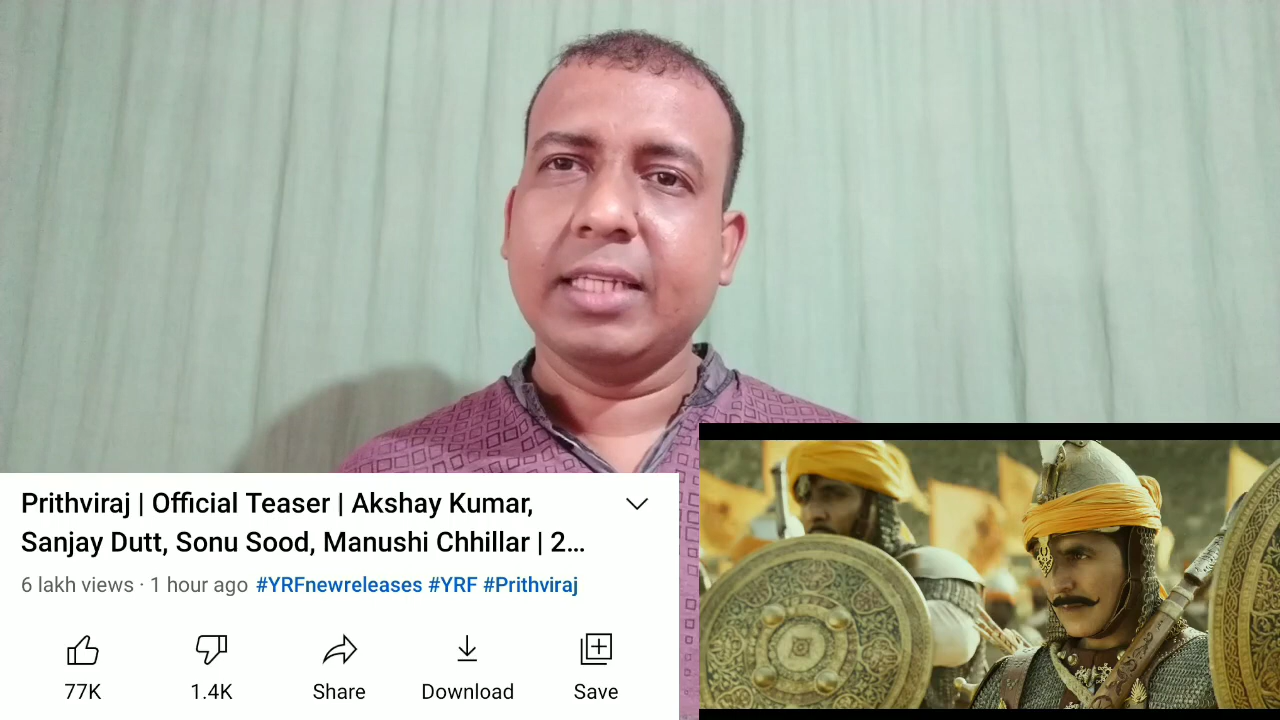 Prithviraj | Official Teaser | Akshay Kumar,
Sanjay Dutt, Sonu Sood, Manushi Chhillar | 2...
6 lakh views · 1 hour ago #YRFnewreleases #YRF #Prithviraj
77K 1.4K Share Download Save